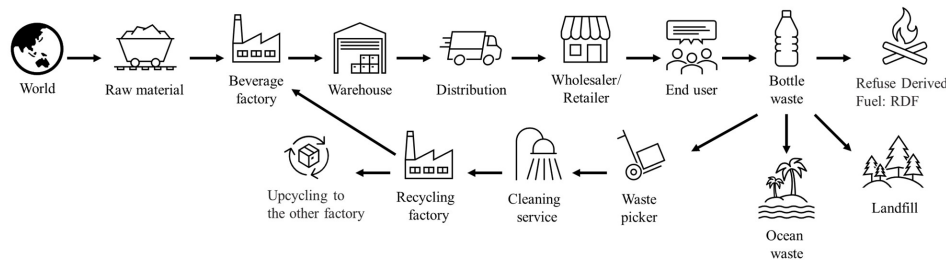 World
Raw material
Beverage
factory
Warehouse
Distribution
Wholesaler/
Retailer
End user
Bottle
waste
Refuse Derived
Fuel: RDF
Upcycling to
the other factory
Recycling
factory
Cleaning
service
Waste
picker
Ocean
waste
Landfill